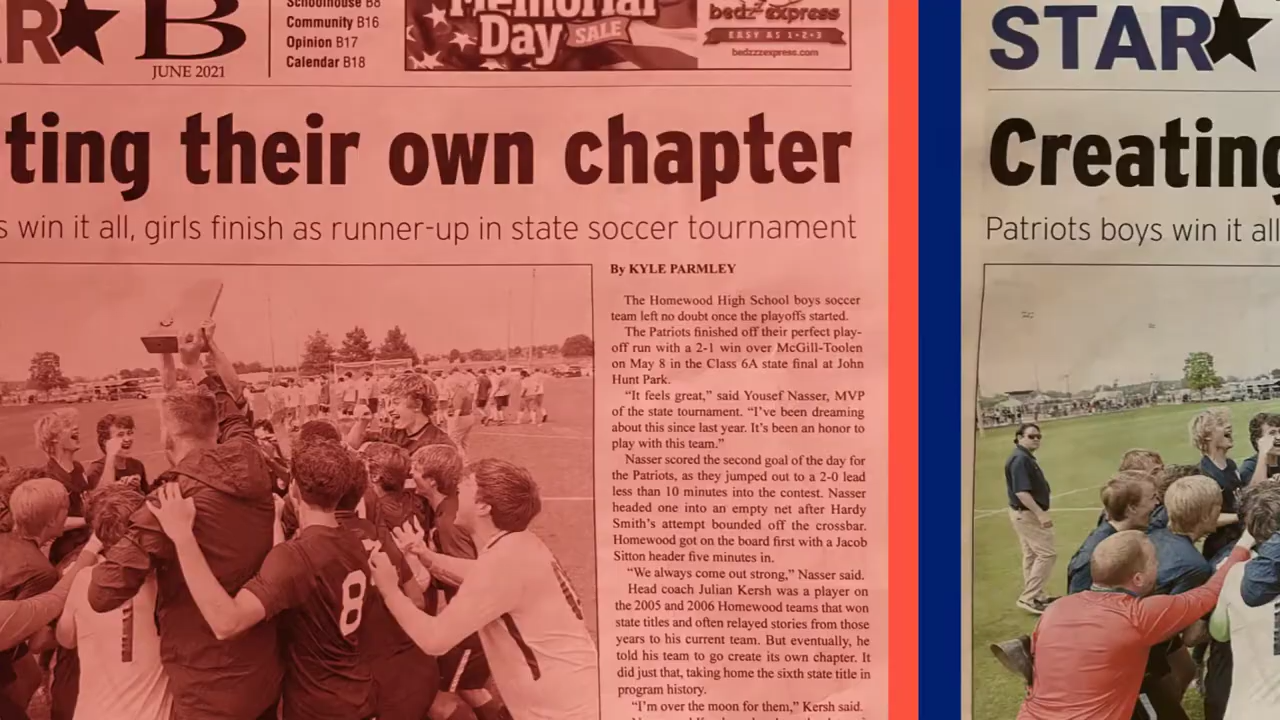 R★
B
JUNE 2021
Schoolhouse B8
Community B16
Opinion B17
Calendar B18
Memorial
Day SALE
bedzzz express
EASY AS 1•2•3
bedzzzexpress.com
ting their own chapter
s win it all, girls finish as runner-up in state soccer tournament
By KYLE PARMLEY
The Homewood High School boys soccer
team left no doubt once the playoffs started.
The Patriots finished off their perfect play-
off run with a 2-1 win over McGill-Toolen
on May 8 in the Class 6A state final at John
Hunt Park.
“It feels great,” said Yousef Nasser, MVP
of the state tournament. “I’ve been dreaming
about this since last year. It’s been an honor to
play with this team.”
Nasser scored the second goal of the day for
the Patriots, as they jumped out to a 2-0 lead
less than 10 minutes into the contest. Nasser
headed one into an empty net after Hardy
Smith’s attempt bounded off the crossbar.
Homewood got on the board first with a Jacob
Sitton header five minutes in.
“We always come out strong,” Nasser said.
Head coach Julian Kersh was a player on
the 2005 and 2006 Homewood teams that won
state titles and often relayed stories from those
years to his current team. But eventually, he
told his team to go create its own chapter. It
did just that, taking home the sixth state title in
program history.
“I’m over the moon for them,” Kersh said.
8
1
STAR★
Creating
Patriots boys win it all